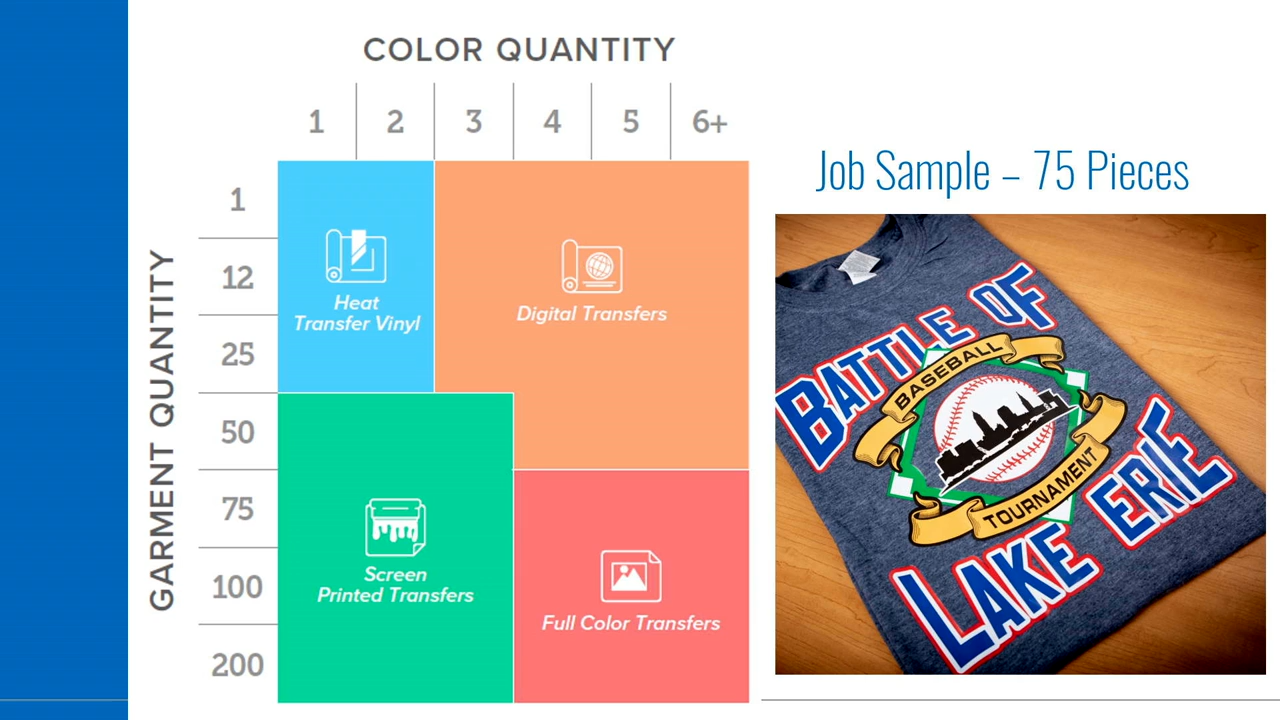 COLOR QUANTITY
1 2 3 4 5 6+
GARMENT QUANTITY
1
12
25
50
75
100
200
Heat
Transfer Vinyl
Digital Transfers
Screen
Printed Transfers
Full Color Transfers
Job Sample – 75 Pieces
BATTLE OF
BASEBALL
TOURNAMENT
LAKE ERIE